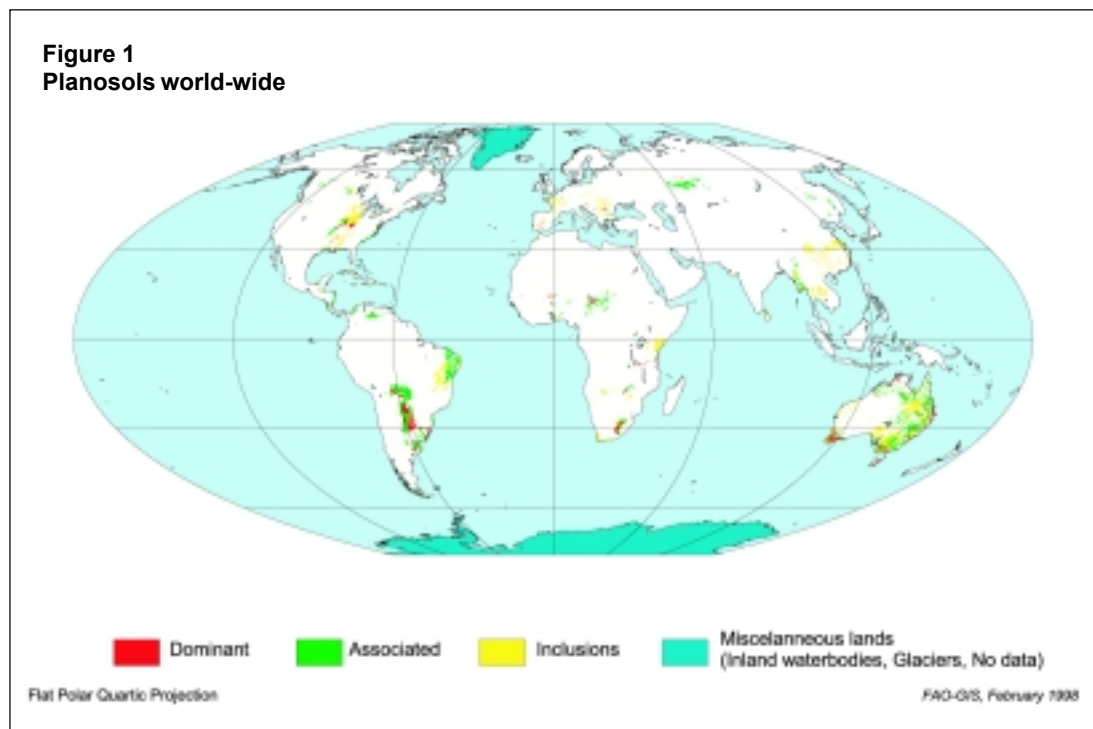 Figure 1
Planosols world-wide
Dominant
Associated
Inclusions
Miscelanneous lands
(Inland waterbodies, Glaciers, No data)
Flat Polar Quartic Projection
FAO-GIS, February 1998